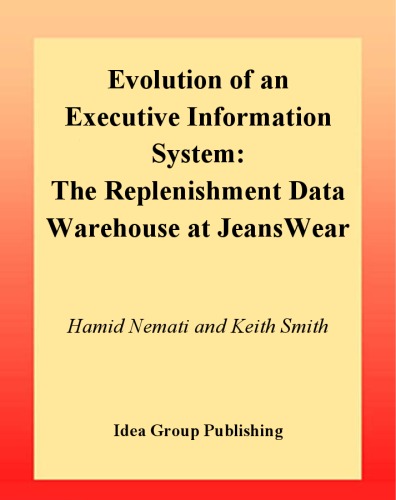 Evolution of an
Executive Information
System:
The Replenishment Data
Warehouse at JeansWear
Hamid Nemati and Keith Smith
Idea Group Publishing